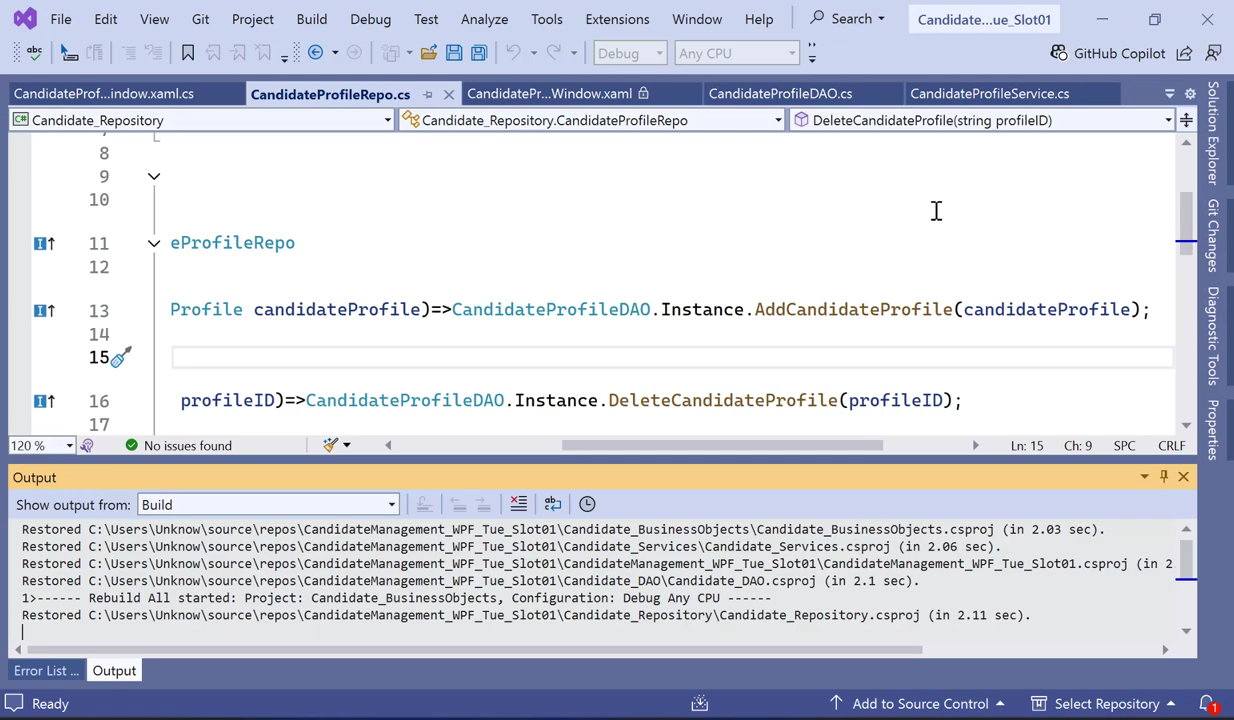 File Edit View Git Project Build Debug Test Analyze Tools Extensions Window Help Search Candidate...ue_Slot01
abc Debug Any CPU GitHub Copilot
CandidateProf...indow.xaml.cs CandidateProfileRepo.cs CandidatePr...Window.xaml CandidateProfileDAO.cs CandidateProfileService.cs
C# Candidate_Repository Candidate_Repository.CandidateProfileRepo DeleteCandidateProfile(string profileID)
8
9
10
11 eProfileRepo
12
13 Profile candidateProfile)=>CandidateProfileDAO.Instance.AddCandidateProfile(candidateProfile);
14
15
16 profileID)=>CandidateProfileDAO.Instance.DeleteCandidateProfile(profileID);
17
120 % No issues found Ln: 15 Ch: 9 SPC CRLF
Output
Show output from: Build
Restored C:\Users\Unknow\source\repos\CandidateManagement_WPF_Tue_Slot01\Candidate_BusinessObjects\Candidate_BusinessObjects.csproj (in 2.03 sec).
Restored C:\Users\Unknow\source\repos\CandidateManagement_WPF_Tue_Slot01\Candidate_Services\Candidate_Services.csproj (in 2.06 sec).
Restored C:\Users\Unknow\source\repos\CandidateManagement_WPF_Tue_Slot01\CandidateManagement_WPF_Tue_Slot01\CandidateManagement_WPF_Tue_Slot01.csproj (in 2
Restored C:\Users\Unknow\source\repos\CandidateManagement_WPF_Tue_Slot01\Candidate_DAO\Candidate_DAO.csproj (in 2.1 sec).
1>------ Rebuild All started: Project: Candidate_BusinessObjects, Configuration: Debug Any CPU ------
Restored C:\Users\Unknow\source\repos\CandidateManagement_WPF_Tue_Slot01\Candidate_Repository\Candidate_Repository.csproj (in 2.11 sec).
Error List ... Output
Ready Add to Source Control Select Repository 1
Solution Explorer
Git Changes
Diagnostic Tools
Properties